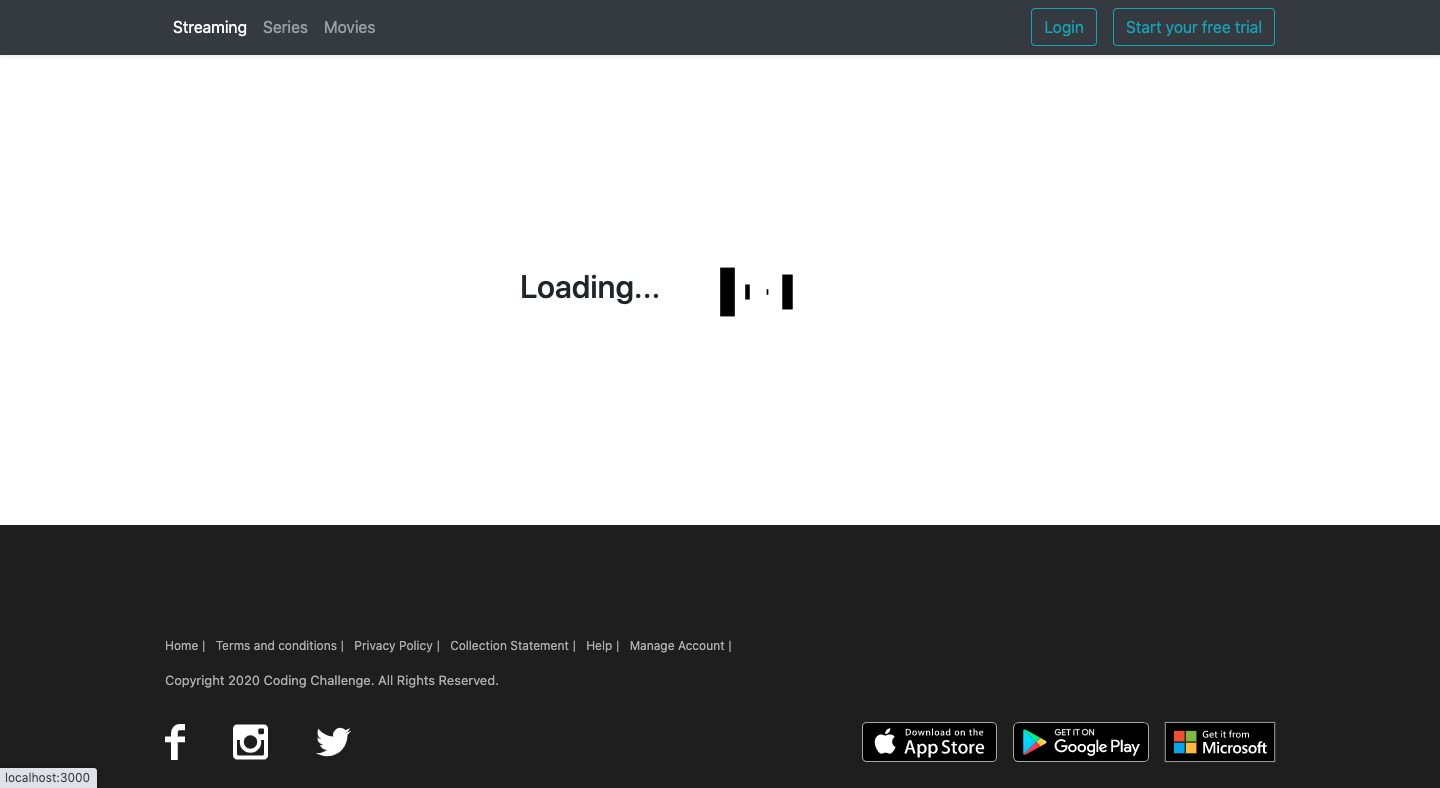 Streaming Series Movies Login Start your free trial
Loading...
Home | Terms and conditions | Privacy Policy | Collection Statement | Help | Manage Account |
Copyright 2020 Coding Challenge. All Rights Reserved.
Download on the
App Store
GET IT ON
Google Play
Get it from
Microsoft
localhost:3000